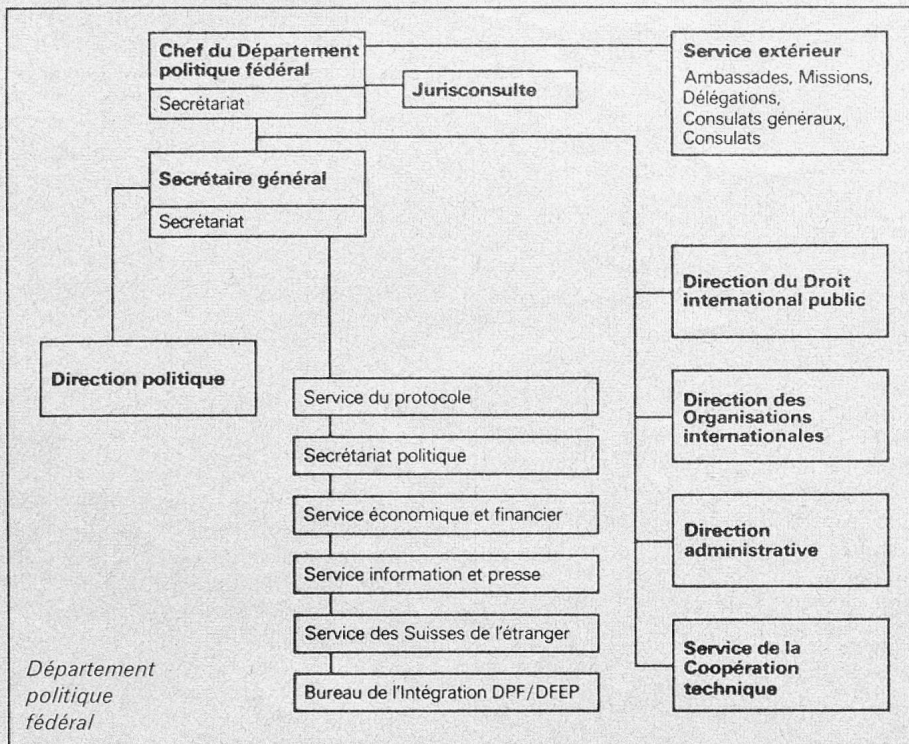 Chef du Département
politique fédéral
Secrétariat
Jurisconsulte
Service extérieur
Ambassades, Missions,
Délégations,
Consulats généraux,
Consulats
Secrétaire général
Secrétariat
Direction politique
Service du protocole
Secrétariat politique
Service économique et financier
Service information et presse
Service des Suisses de l'étranger
Bureau de l'Intégration DPF/DFEP
Direction du Droit
international public
Direction des
Organisations
internationales
Direction
administrative
Service de la
Coopération
technique
Département
politique
fédéral